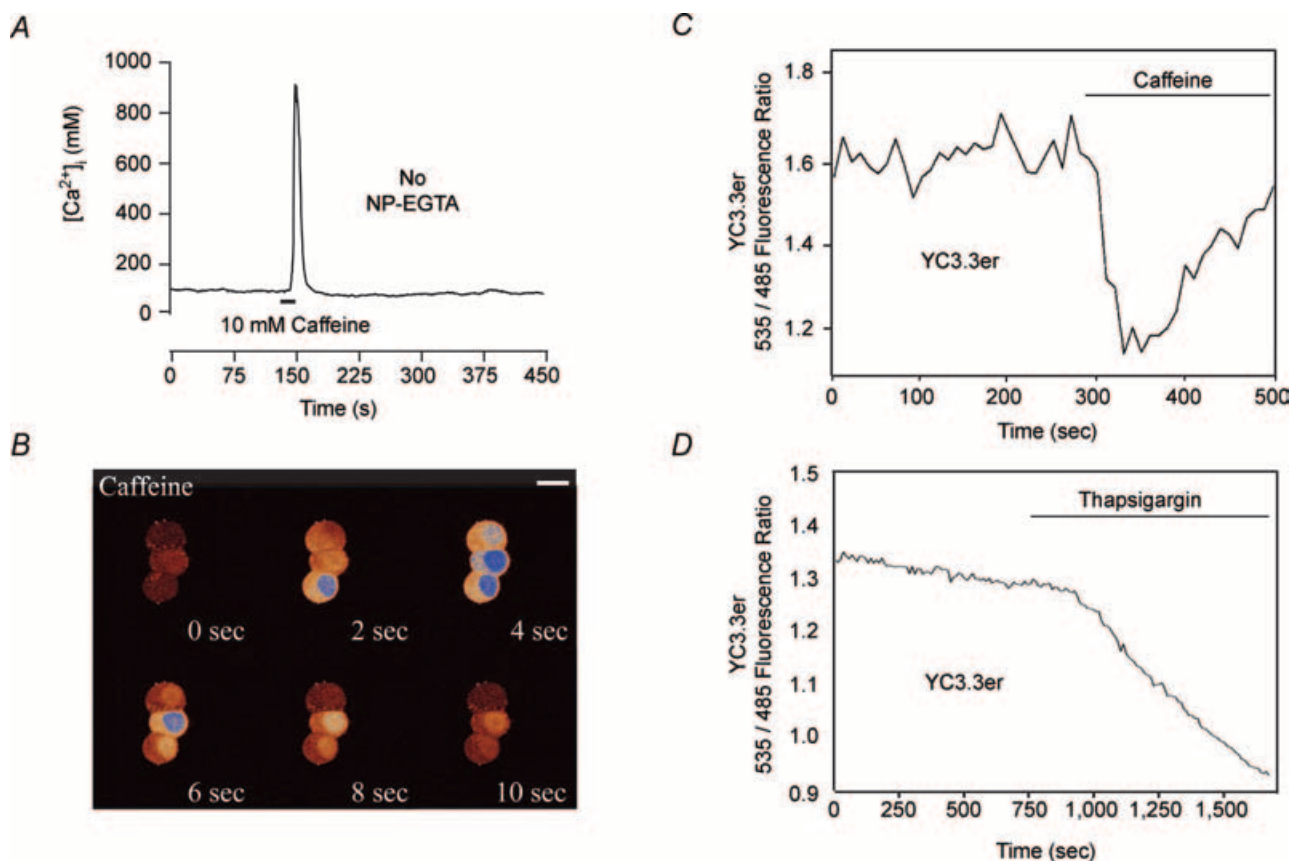 A
1000
800
600
400
200
0
[Ca²⁺]ᵢ (mM)
No
NP-EGTA
10 mM Caffeine
0 75 150 225 300 375 450
Time (s)
B
Caffeine
0 sec 2 sec 4 sec
6 sec 8 sec 10 sec
C
1.8
1.6
1.4
1.2
YC3.3er
535 / 485 Fluorescence Ratio
Caffeine
YC3.3er
0 100 200 300 400 500
Time (sec)
D
1.5
1.4
1.3
1.2
1.1
1.0
0.9
YC3.3er
535 / 485 Fluorescence Ratio
Thapsigargin
YC3.3er
0 250 500 750 1,000 1,250 1,500
Time (sec)